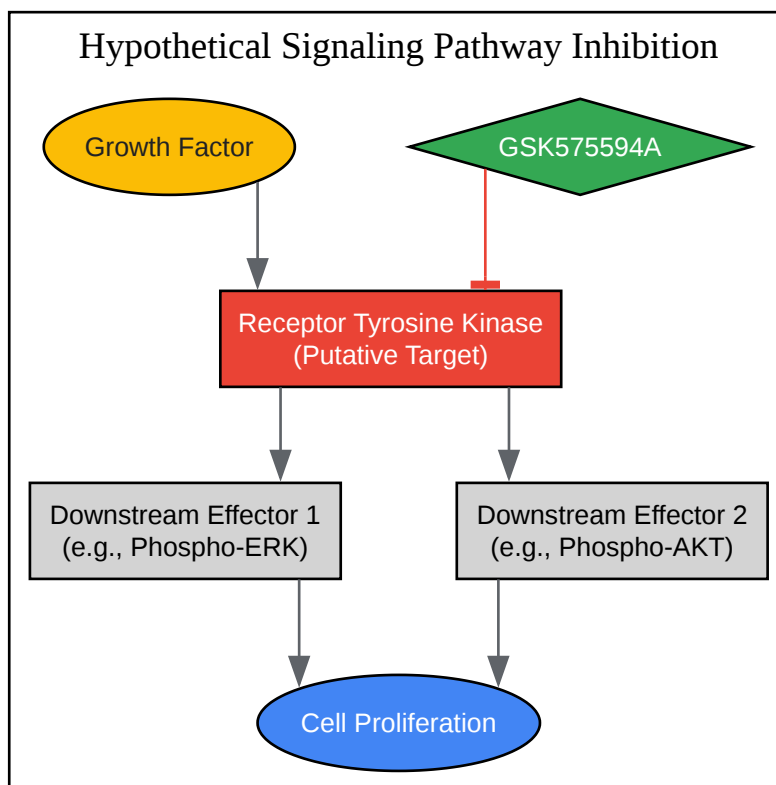 Hypothetical Signaling Pathway Inhibition
Growth Factor
GSK575594A
Receptor Tyrosine Kinase
(Putative Target)
Downstream Effector 1
(e.g., Phospho-ERK)
Downstream Effector 2
(e.g., Phospho-AKT)
Cell Proliferation